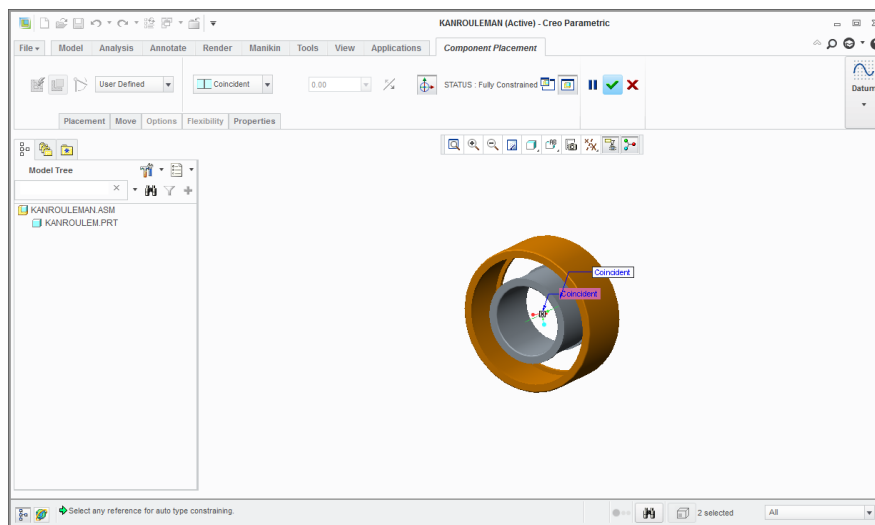 KANROULEMAN (Active) - Creo Parametric
File Model Analysis Annotate Render Manikin Tools View Applications Component Placement
User Defined Coincident 0.00 STATUS : Fully Constrained
Datum
Placement Move Options Flexibility Properties
Model Tree
KANROULEMAN.ASM
KANROULEM.PRT
Coincident
Coincident
Select any reference for auto type constraining.
2 selected
All